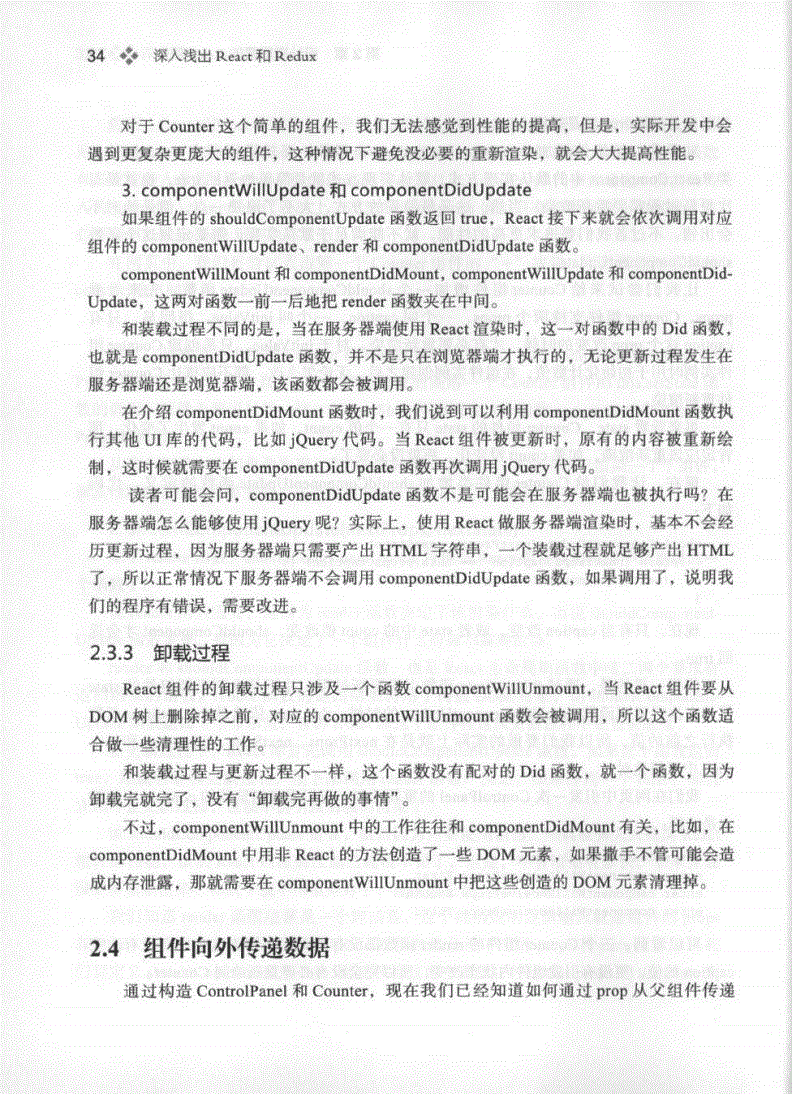 34 深入浅出 React 和 Redux
对于 Counter 这个简单的组件，我们无法感觉到性能的提高，但是，实际开发中会
遇到更复杂更庞大的组件，这种情况下避免没必要的重新渲染，就会大大提高性能。
3. componentWillUpdate 和 componentDidUpdate
如果组件的 shouldComponentUpdate 函数返回 true，React 接下来就会依次调用对应
组件的 componentWillUpdate、render 和 componentDidUpdate 函数。
componentWillMount 和 componentDidMount，componentWillUpdate 和 componentDid-
Update，这两对函数一前一后地把 render 函数夹在中间。
和装载过程不同的是，当在服务器端使用 React 渲染时，这一对函数中的 Did 函数，
也就是 componentDidUpdate 函数，并不是只在浏览器端才执行的，无论更新过程发生在
服务器端还是浏览器端，该函数都会被调用。
在介绍 componentDidMount 函数时，我们说到可以利用 componentDidMount 函数执
行其他 UI 库的代码，比如 jQuery 代码。当 React 组件被更新时，原有的内容被重新绘
制，这时候就需要在 componentDidUpdate 函数再次调用 jQuery 代码。
读者可能会问，componentDidUpdate 函数不是可能会在服务器端也被执行吗？在
服务器端怎么能够使用 jQuery 呢？实际上，使用 React 做服务器端渲染时，基本不会经
历更新过程，因为服务器端只需要产出 HTML 字符串，一个装载过程就足够产出 HTML
了，所以正常情况下服务器端不会调用 componentDidUpdate 函数，如果调用了，说明我
们的程序有错误，需要改进。
2.3.3 卸载过程
React 组件的卸载过程只涉及一个函数 componentWillUnmount，当 React 组件要从
DOM 树上删除掉之前，对应的 componentWillUnmount 函数会被调用，所以这个函数适
合做一些清理性的工作。
和装载过程与更新过程不一样，这个函数没有配对的 Did 函数，就一个函数，因为
卸载完就完了，没有“卸载完再做的事情”。
不过，componentWillUnmount 中的工作往往和 componentDidMount 有关，比如，在
componentDidMount 中用非 React 的方法创造了一些 DOM 元素，如果撒手不管可能会造
成内存泄露，那就需要在 componentWillUnmount 中把这些创造的 DOM 元素清理掉。
2.4 组件向外传递数据
通过构造 ControlPanel 和 Counter，现在我们已经知道如何通过 prop 从父组件传递